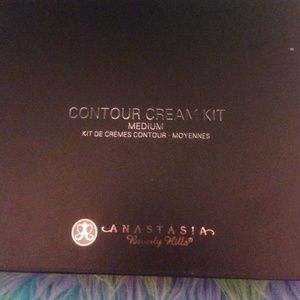 CONTOUR CREAM KIT
MEDIUM
KIT DE CRÈMES CONTOUR - MOYENNES
ANASTASIA
Beverly Hills®